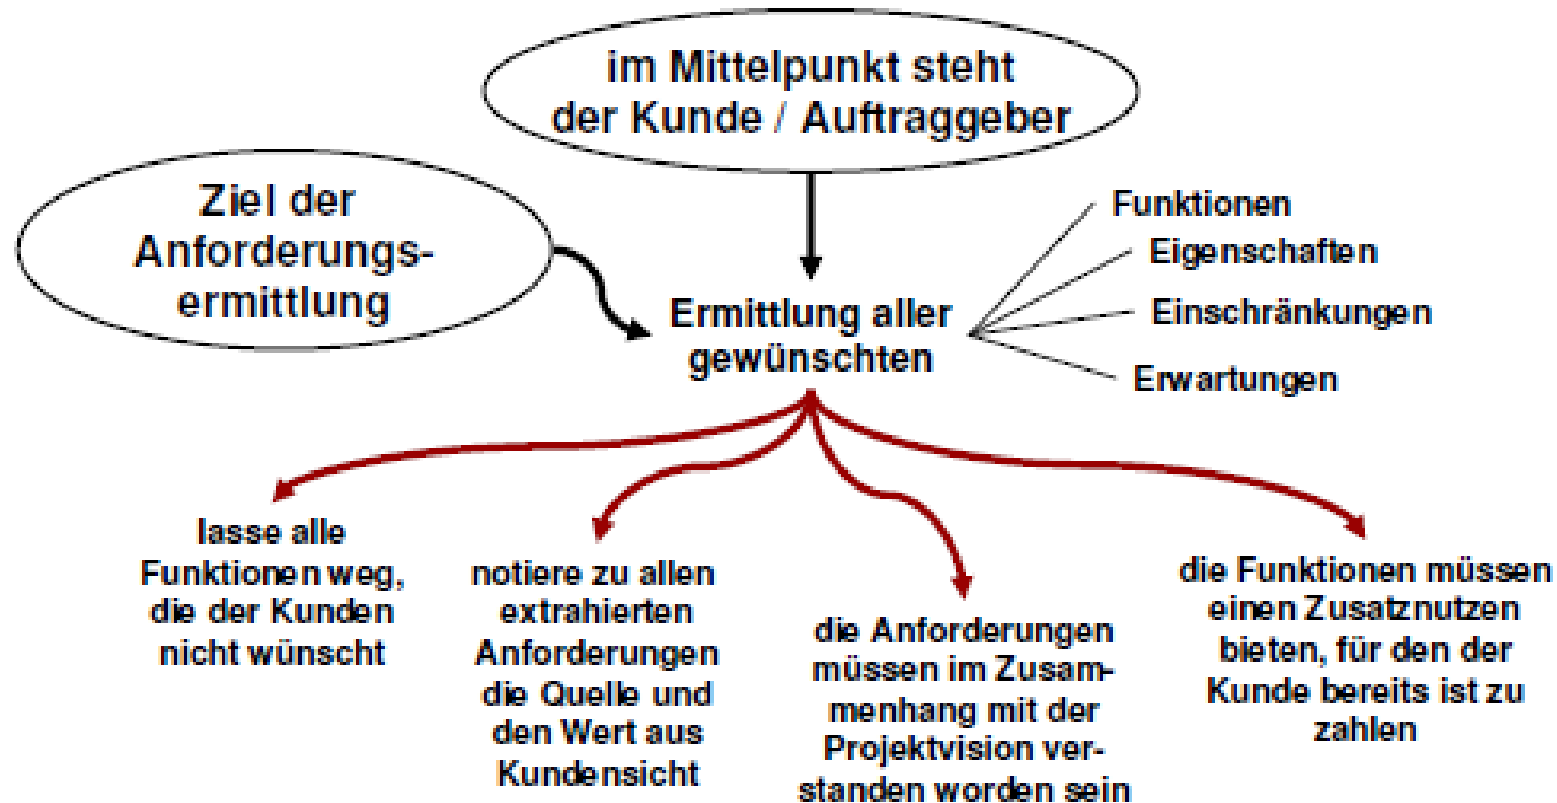 im Mittelpunkt steht
der Kunde / Auftraggeber
Ziel der
Anforderungs-
ermittlung
Ermittlung aller
gewünschten
Funktionen
Eigenschaften
Einschränkungen
Erwartungen
lasse alle
Funktionen weg,
die der Kunden
nicht wünscht
notiere zu allen
extrahierten
Anforderungen
die Quelle und
den Wert aus
Kundensicht
die Anforderungen
müssen im Zusam-
menhang mit der
Projektvision ver-
standen worden sein
die Funktionen müssen
einen Zusatznutzen
bieten, für den der
Kunde bereits ist zu
zahlen